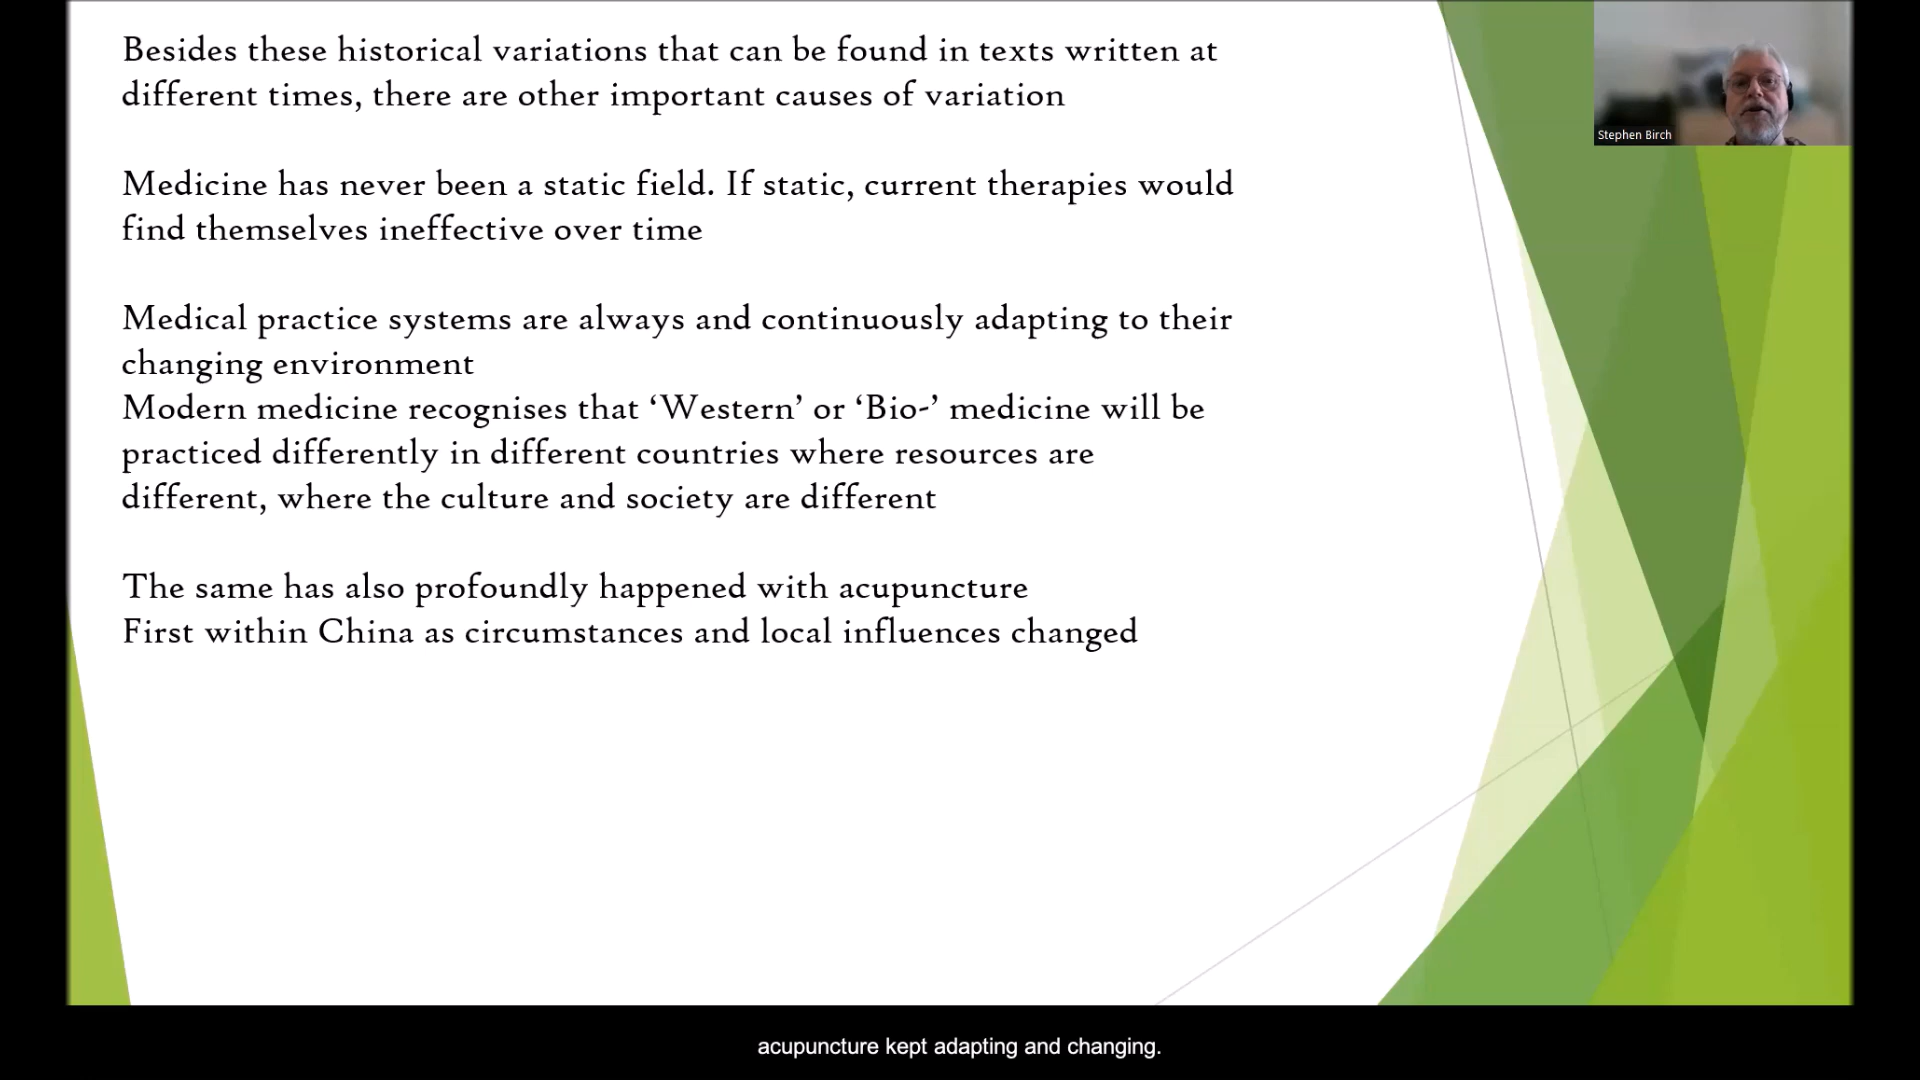 Besides these historical variations that can be found in texts written at
different times, there are other important causes of variation
Medicine has never been a static field. If static, current therapies would
find themselves ineffective over time
Medical practice systems are always and continuously adapting to their
changing environment
Modern medicine recognises that ‘Western’ or ‘Bio-’ medicine will be
practiced differently in different countries where resources are
different, where the culture and society are different
The same has also profoundly happened with acupuncture
First within China as circumstances and local influences changed
Stephen Birch
acupuncture kept adapting and changing.